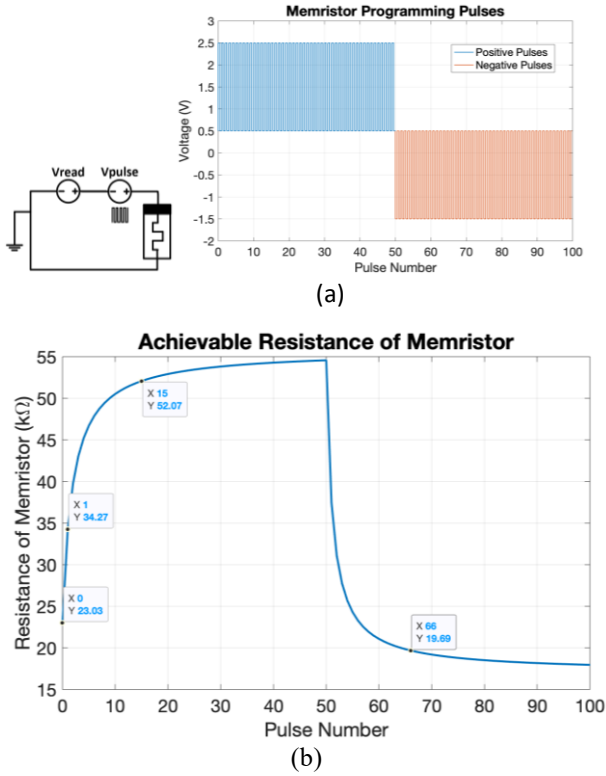 Memristor Programming Pulses
3
2.5
2
1.5
1
0.5
0
-0.5
-1
-1.5
-2
Voltage (V)
Positive Pulses
Negative Pulses
0 10 20 30 40 50 60 70 80 90 100
Pulse Number
Vread Vpulse
- + - +
(a)
Achievable Resistance of Memristor
55
50
45
40
35
30
25
20
15
Resistance of Memristor (kΩ)
X 15
Y 52.07
X 1
Y 34.27
X 0
Y 23.03
X 66
Y 19.69
0 10 20 30 40 50 60 70 80 90 100
Pulse Number
(b)